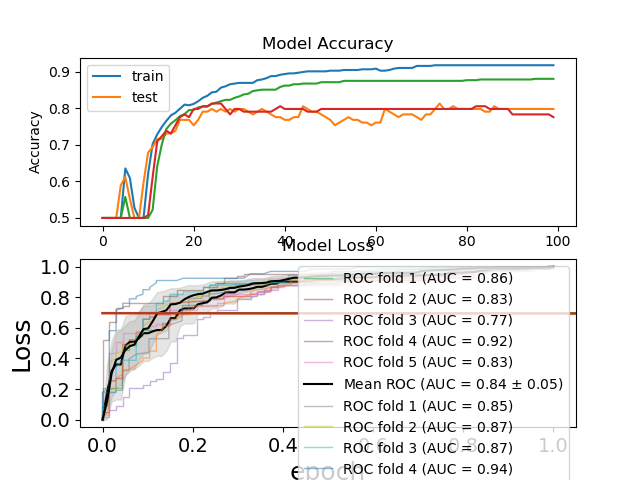 Model Accuracy
Accuracy
0.9
0.8
0.7
0.6
0.5
train
test
0 20 40 60 80 100
Model Loss
Loss
1.0
0.8
0.6
0.4
0.2
0.0
ROC fold 1 (AUC = 0.86)
ROC fold 2 (AUC = 0.83)
ROC fold 3 (AUC = 0.77)
ROC fold 4 (AUC = 0.92)
ROC fold 5 (AUC = 0.83)
Mean ROC (AUC = 0.84 ± 0.05)
ROC fold 1 (AUC = 0.85)
ROC fold 2 (AUC = 0.87)
ROC fold 3 (AUC = 0.87)
ROC fold 4 (AUC = 0.94)
0.0 0.2 0.4 0.6 0.8 1.0
epoch